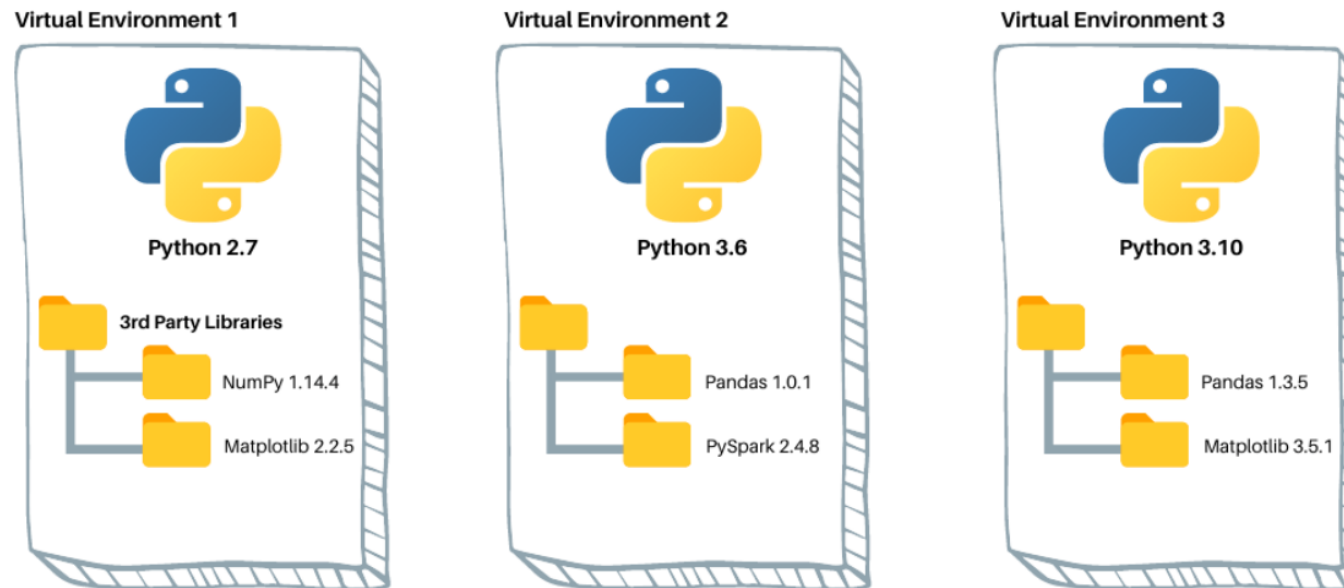 Virtual Environment 1
Python 2.7
3rd Party Libraries
NumPy 1.14.4
Matplotlib 2.2.5
Virtual Environment 2
Python 3.6
Pandas 1.0.1
PySpark 2.4.8
Virtual Environment 3
Python 3.10
Pandas 1.3.5
Matplotlib 3.5.1